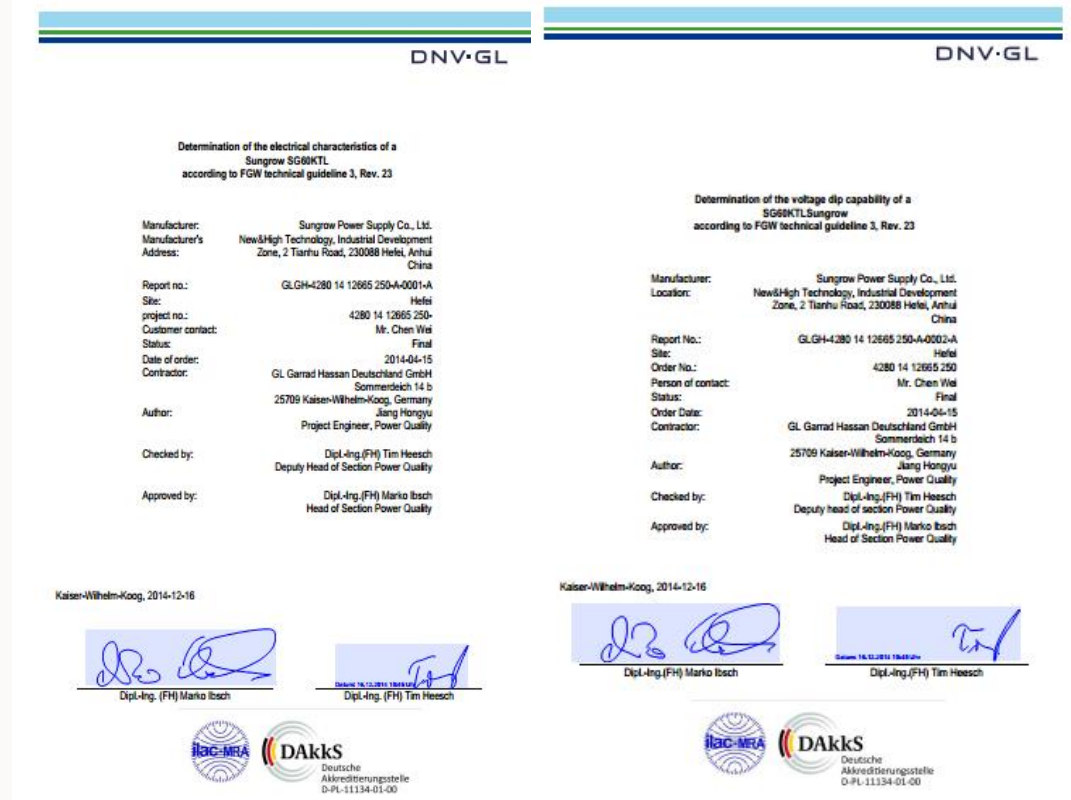 DNV·GL
Determination of the electrical characteristics of a
Sungrow SG60KTL
according to FGW technical guideline 3, Rev. 23
Manufacturer: Sungrow Power Supply Co., Ltd.
Manufacturer's New&High Technology, Industrial Development
Address: Zone, 2 Tianhu Road, 230088 Hefei, Anhui
China
Report no.: GLGH-4280 14 12665 250-A-0001-A
Site: Hefei
project no.: 4280 14 12665 250-
Customer contact: Mr. Chen Wei
Status: Final
Date of order: 2014-04-15
Contractor: GL Garrad Hassan Deutschland GmbH
Sommerdeich 14 b
25709 Kaiser-Wilhelm-Koog, Germany
Author: Jiang Hongyu
Project Engineer, Power Quality
Checked by: Dipl.-Ing.(FH) Tim Heesch
Deputy Head of Section Power Quality
Approved by: Dipl.-Ing.(FH) Marko Ibsch
Head of Section Power Quality
Kaiser-Wilhelm-Koog, 2014-12-16
Dipl.-Ing. (FH) Marko Ibsch Dipl.-Ing. (FH) Tim Heesch
ilac-MRA
DAkkS
Deutsche
Akkreditierungsstelle
D-PL-11134-01-00
DNV·GL
Determination of the voltage dip capability of a
SG60KTLSungrow
according to FGW technical guideline 3, Rev. 23
Manufacturer: Sungrow Power Supply Co., Ltd.
Location: New&High Technology, Industrial Development
Zone, 2 Tianhu Road, 230088 Hefei, Anhui
China
Report No.: GLGH-4280 14 12665 250-A-0002-A
Site: Hefei
Order No.: 4280 14 12665 250
Person of contact: Mr. Chen Wei
Status: Final
Order Date: 2014-04-15
Contractor: GL Garrad Hassan Deutschland GmbH
Sommerdeich 14 b
25709 Kaiser-Wilhelm-Koog, Germany
Author: Jiang Hongyu
Project Engineer, Power Quality
Checked by: Dipl.-Ing.(FH) Tim Heesch
Deputy head of section Power Quality
Approved by: Dipl.-Ing.(FH) Marko Ibsch
Head of Section Power Quality
Kaiser-Wilhelm-Koog, 2014-12-16
Dipl.-Ing.(FH) Marko Ibsch Dipl.-Ing.(FH) Tim Heesch
ilac-MRA
DAkkS
Deutsche
Akkreditierungsstelle
D-PL-11134-01-00